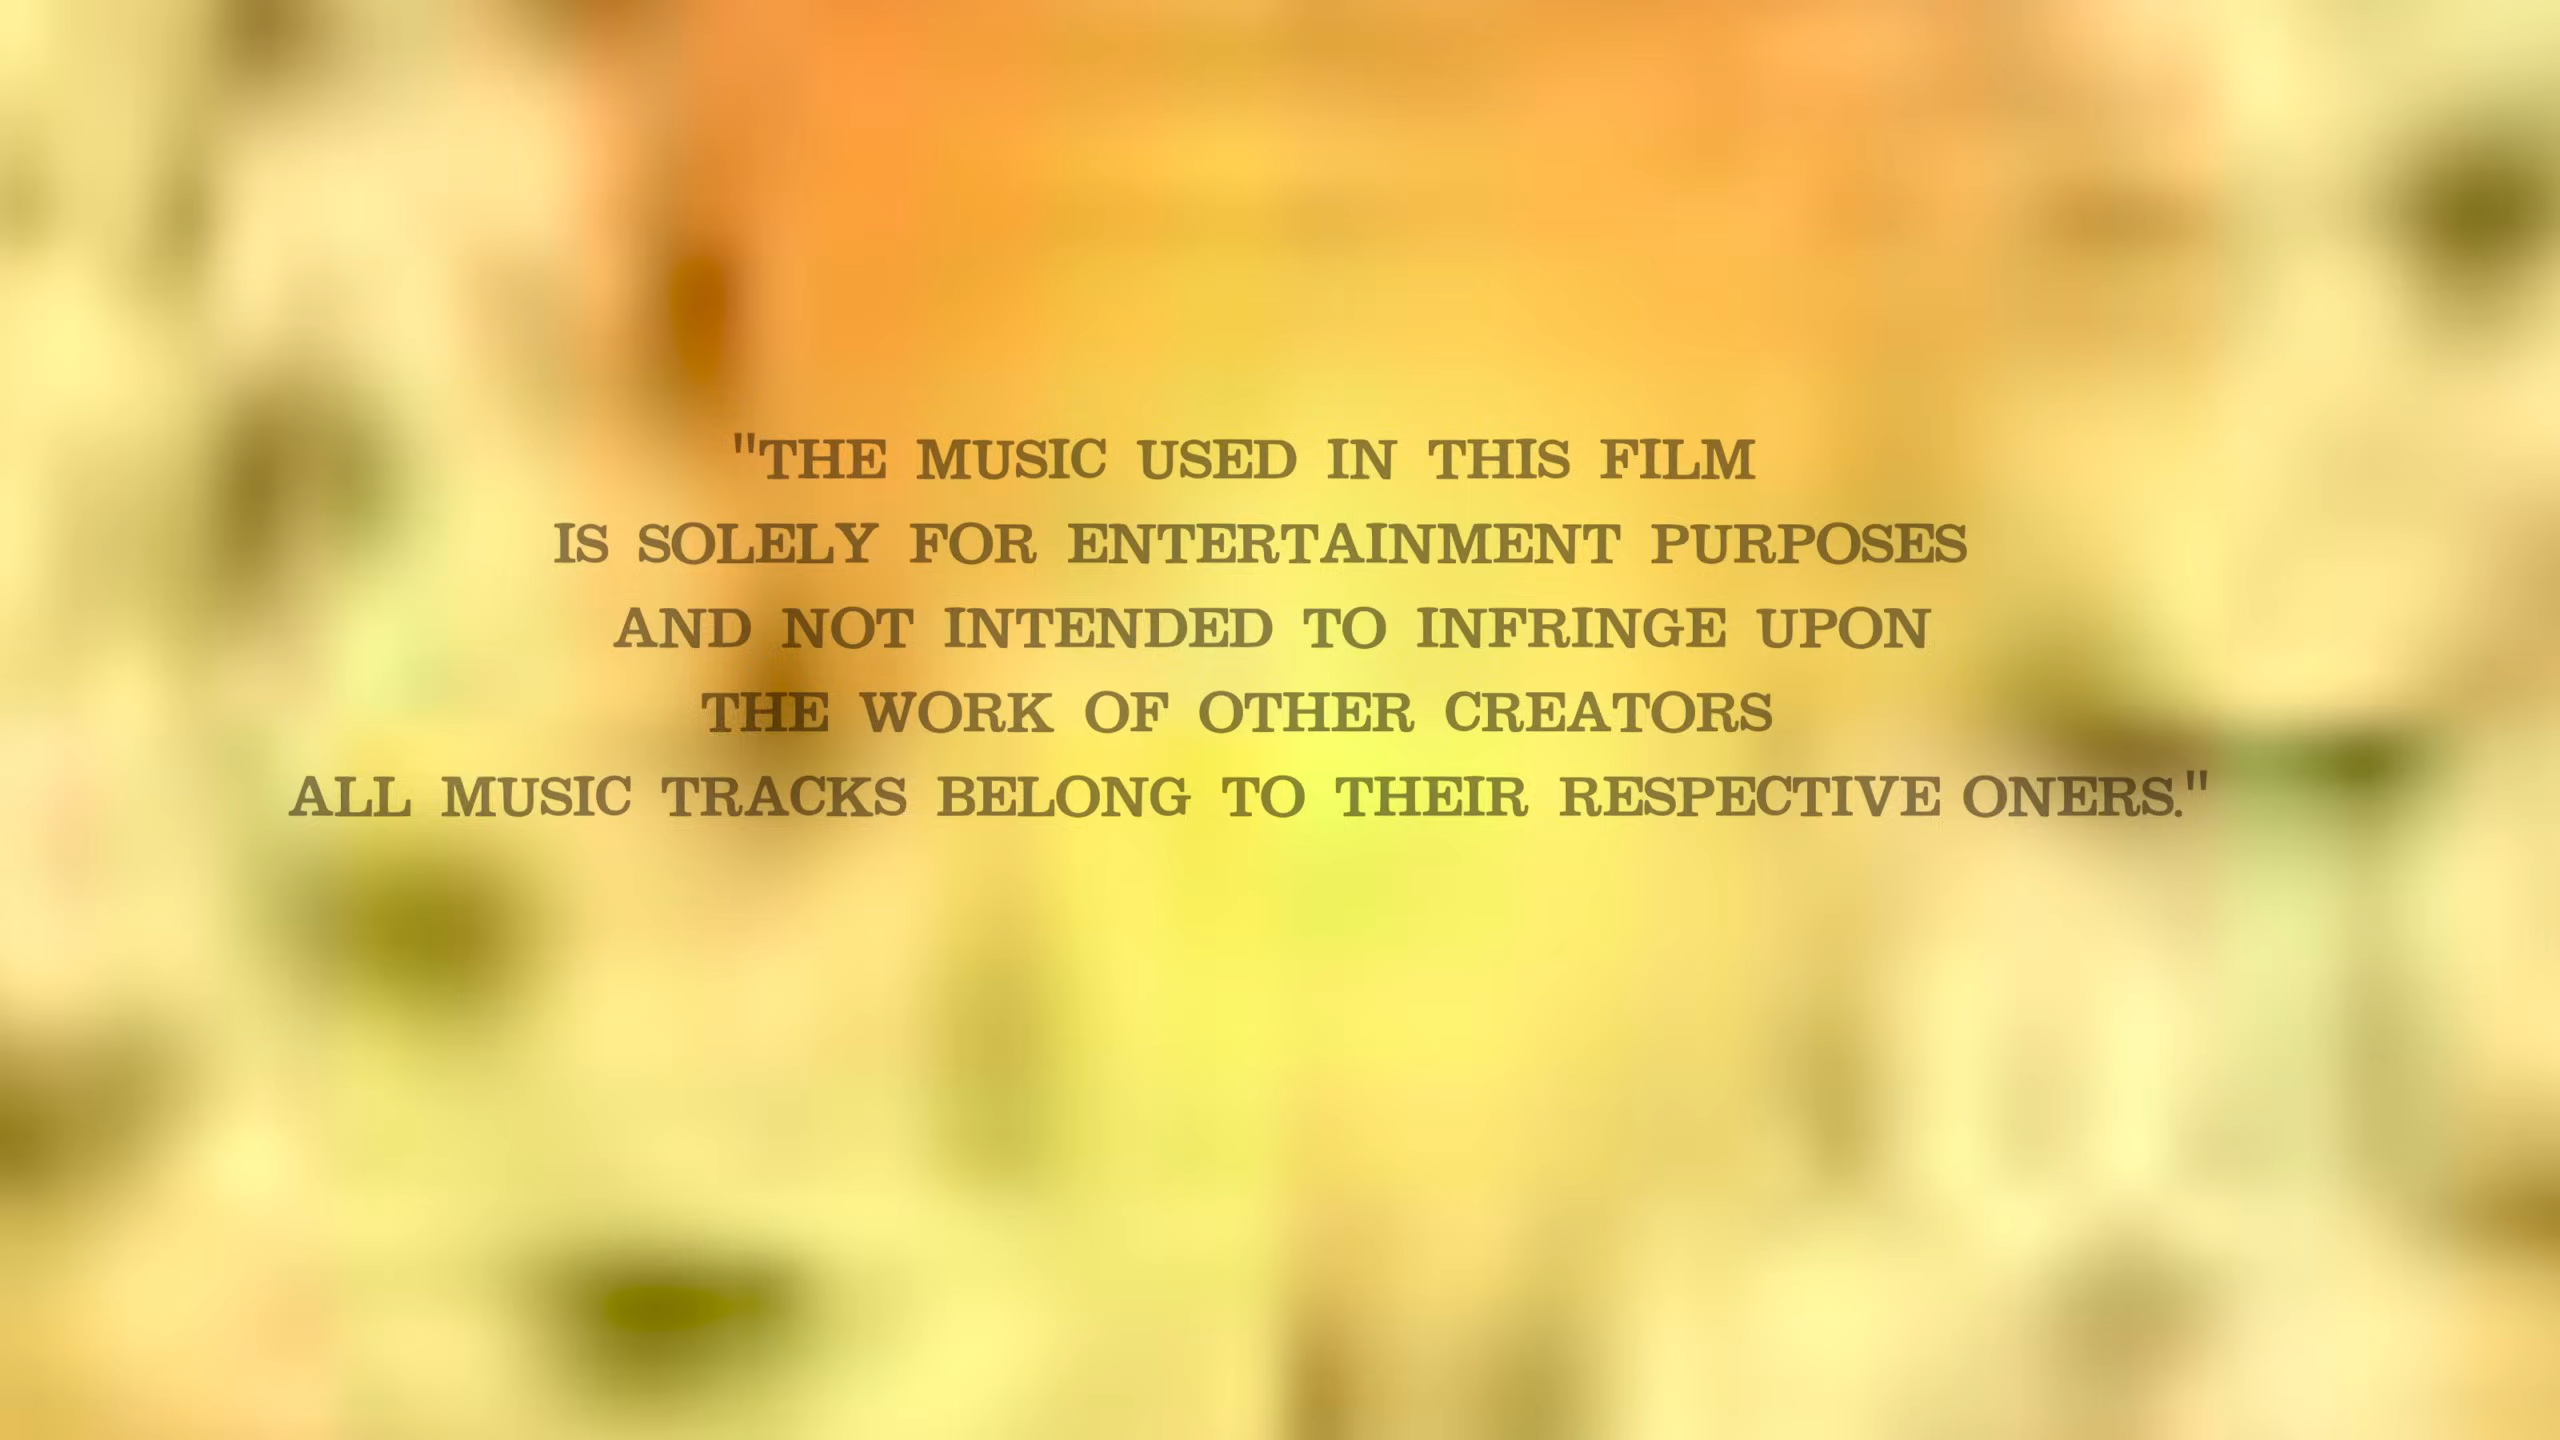 "THE MUSIC USED IN THIS FILM
IS SOLELY FOR ENTERTAINMENT PURPOSES
AND NOT INTENDED TO INFRINGE UPON
THE WORK OF OTHER CREATORS
ALL MUSIC TRACKS BELONG TO THEIR RESPECTIVE ONERS."